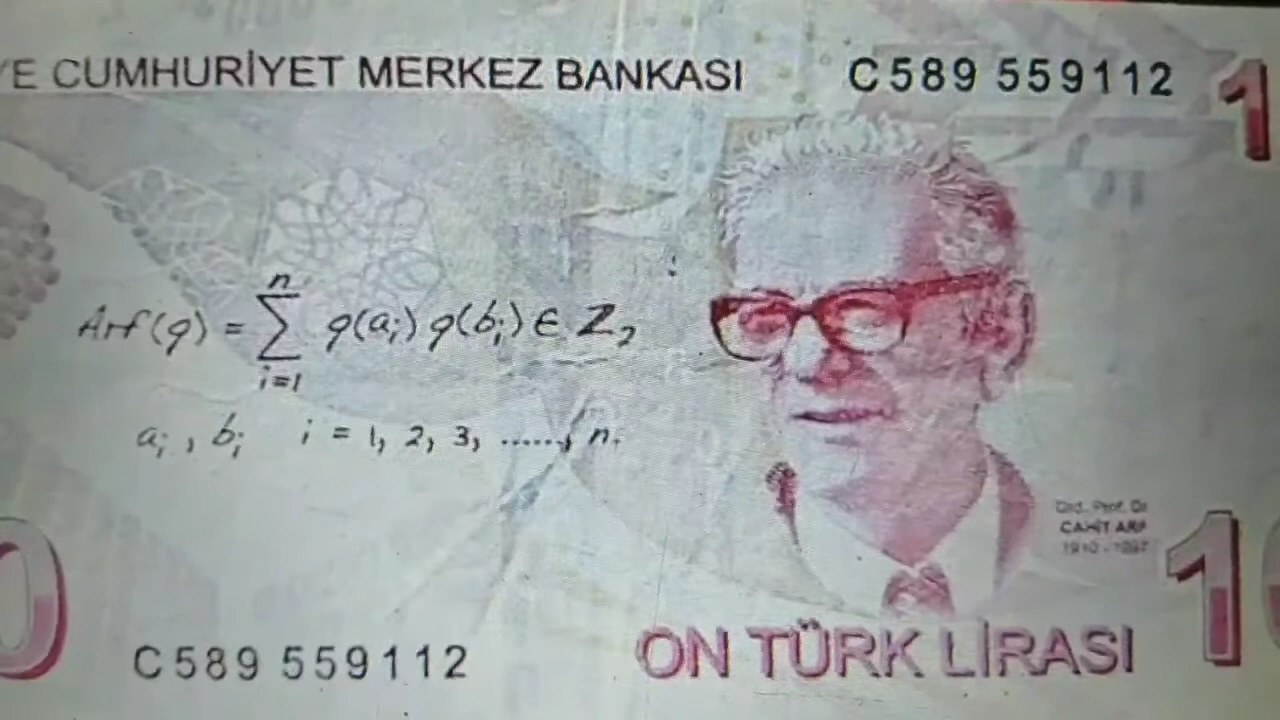 'E CUMHURİYET MERKEZ BANKASI
C589 559112
1
n
Arf(q) = ∑ q(aᵢ) q(bᵢ) ∈ Z₂
i=1
aᵢ, bᵢ i = 1, 2, 3, ......, n.
Ord. Prof. Dr
CAHİT ARF
1910 - 1997
0
10
C589 559112
ON TÜRK LİRASI